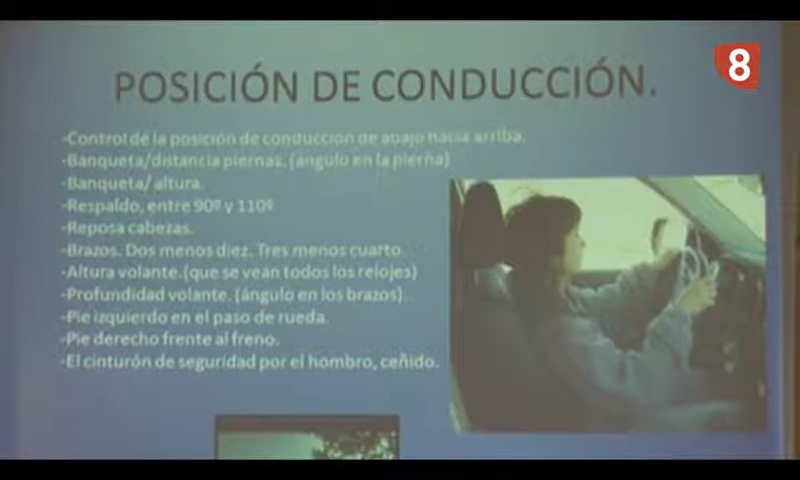 8
POSICIÓN DE CONDUCCIÓN.
-Control de la posición de conducción de abajo hacia arriba.
-Banqueta/distancia piernas. (ángulo en la pierna)
-Banqueta/ altura.
-Respaldo, entre 90º y 110º
-Reposa cabezas.
-Brazos. Dos menos diez. Tres menos cuarto.
-Altura volante.(que se vean todos los relojes)
-Profundidad volante. (ángulo en los brazos).
-Pie izquierdo en el paso de rueda.
-Pie derecho frente al freno.
-El cinturón de seguridad por el hombro, ceñido.